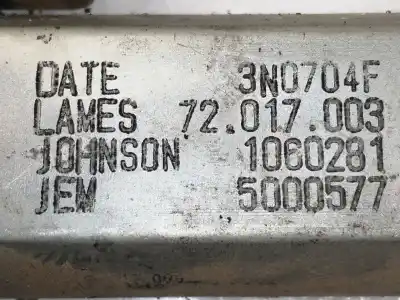 DATE 3N0704F
LAMES 72.017.003
JOHNSON 1060281
JEM 5000577